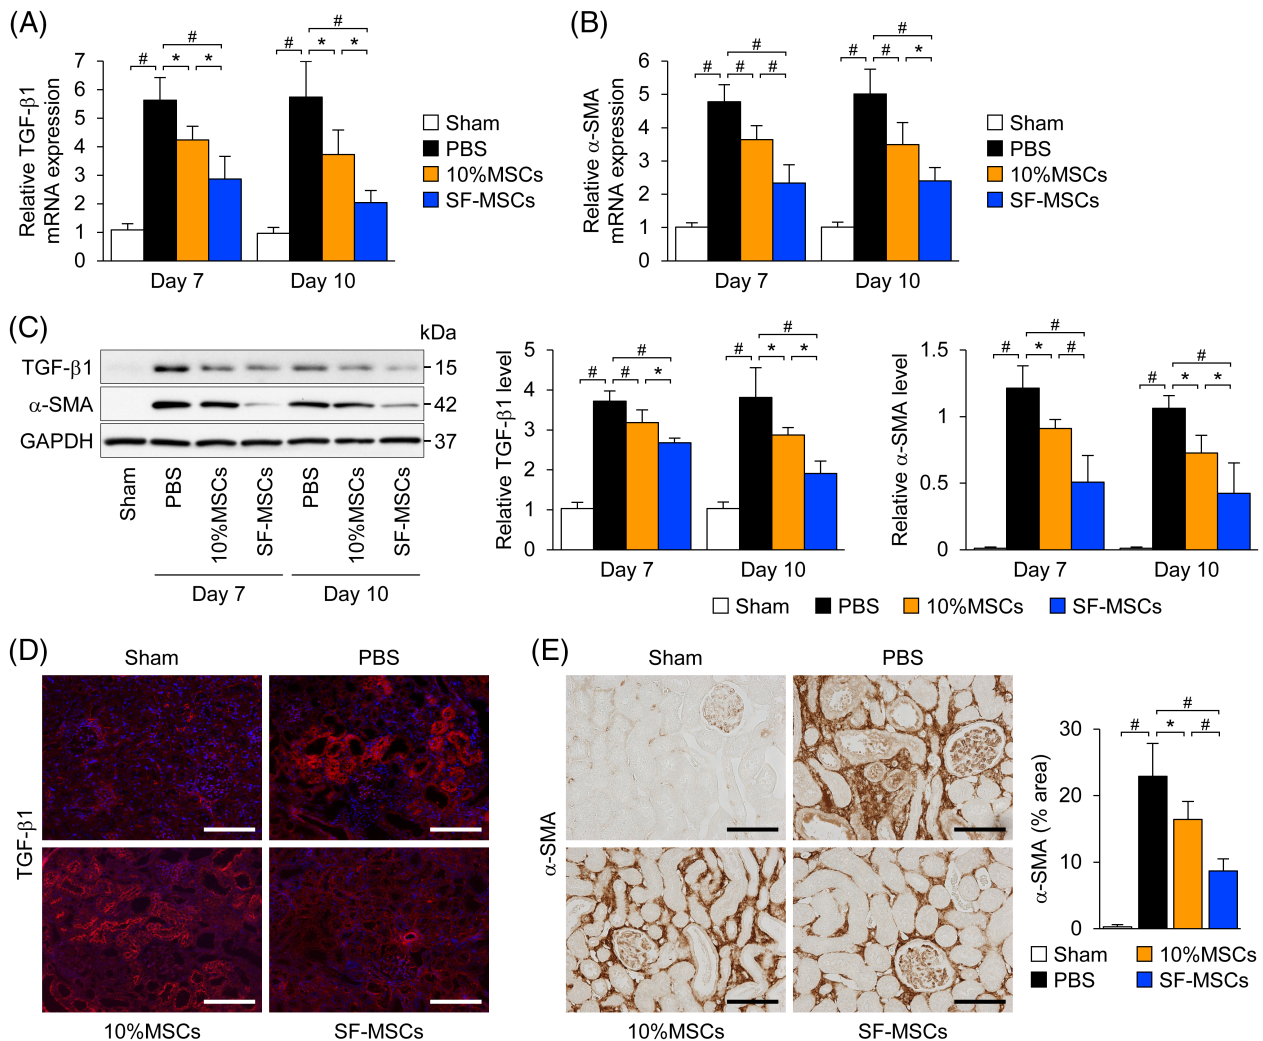 (A)
#
#
#
*
*
#
*
*
7
6
5
4
3
2
1
0
Relative TGF-β1
mRNA expression
Day 7
Day 10
Sham
PBS
10%MSCs
SF-MSCs
(B)
#
#
#
#
#
#
#
#
*
6
5
4
3
2
1
0
Relative α-SMA
mRNA expression
Day 7
Day 10
Sham
PBS
10%MSCs
SF-MSCs
(C)
kDa
TGF-β1
15
α-SMA
42
GAPDH
37
Sham
PBS
10%MSCs
SF-MSCs
PBS
10%MSCs
SF-MSCs
Day 7
Day 10
#
#
#
#
*
#
*
*
5
4
3
2
1
0
Relative TGF-β1 level
Day 7
Day 10
#
#
*
#
#
#
*
*
1.5
1
0.5
0
Relative α-SMA level
Day 7
Day 10
Sham
PBS
10%MSCs
SF-MSCs
(D)
Sham
PBS
TGF-β1
10%MSCs
SF-MSCs
(E)
Sham
PBS
α-SMA
10%MSCs
SF-MSCs
#
#
*
#
30
20
10
0
α-SMA (% area)
Sham
10%MSCs
PBS
SF-MSCs